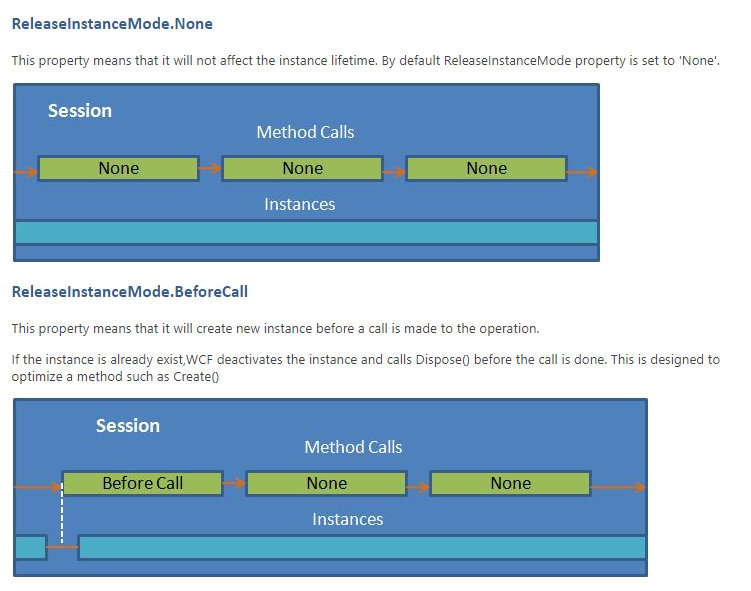 ReleaseInstanceMode.None
This property means that it will not affect the instance lifetime. By default ReleaseInstanceMode property is set to 'None'.
Session
Method Calls
None None None
Instances
ReleaseInstanceMode.BeforeCall
This property means that it will create new instance before a call is made to the operation.
If the instance is already exist,WCF deactivates the instance and calls Dispose() before the call is done. This is designed to
optimize a method such as Create()
Session
Method Calls
Before Call None None
Instances